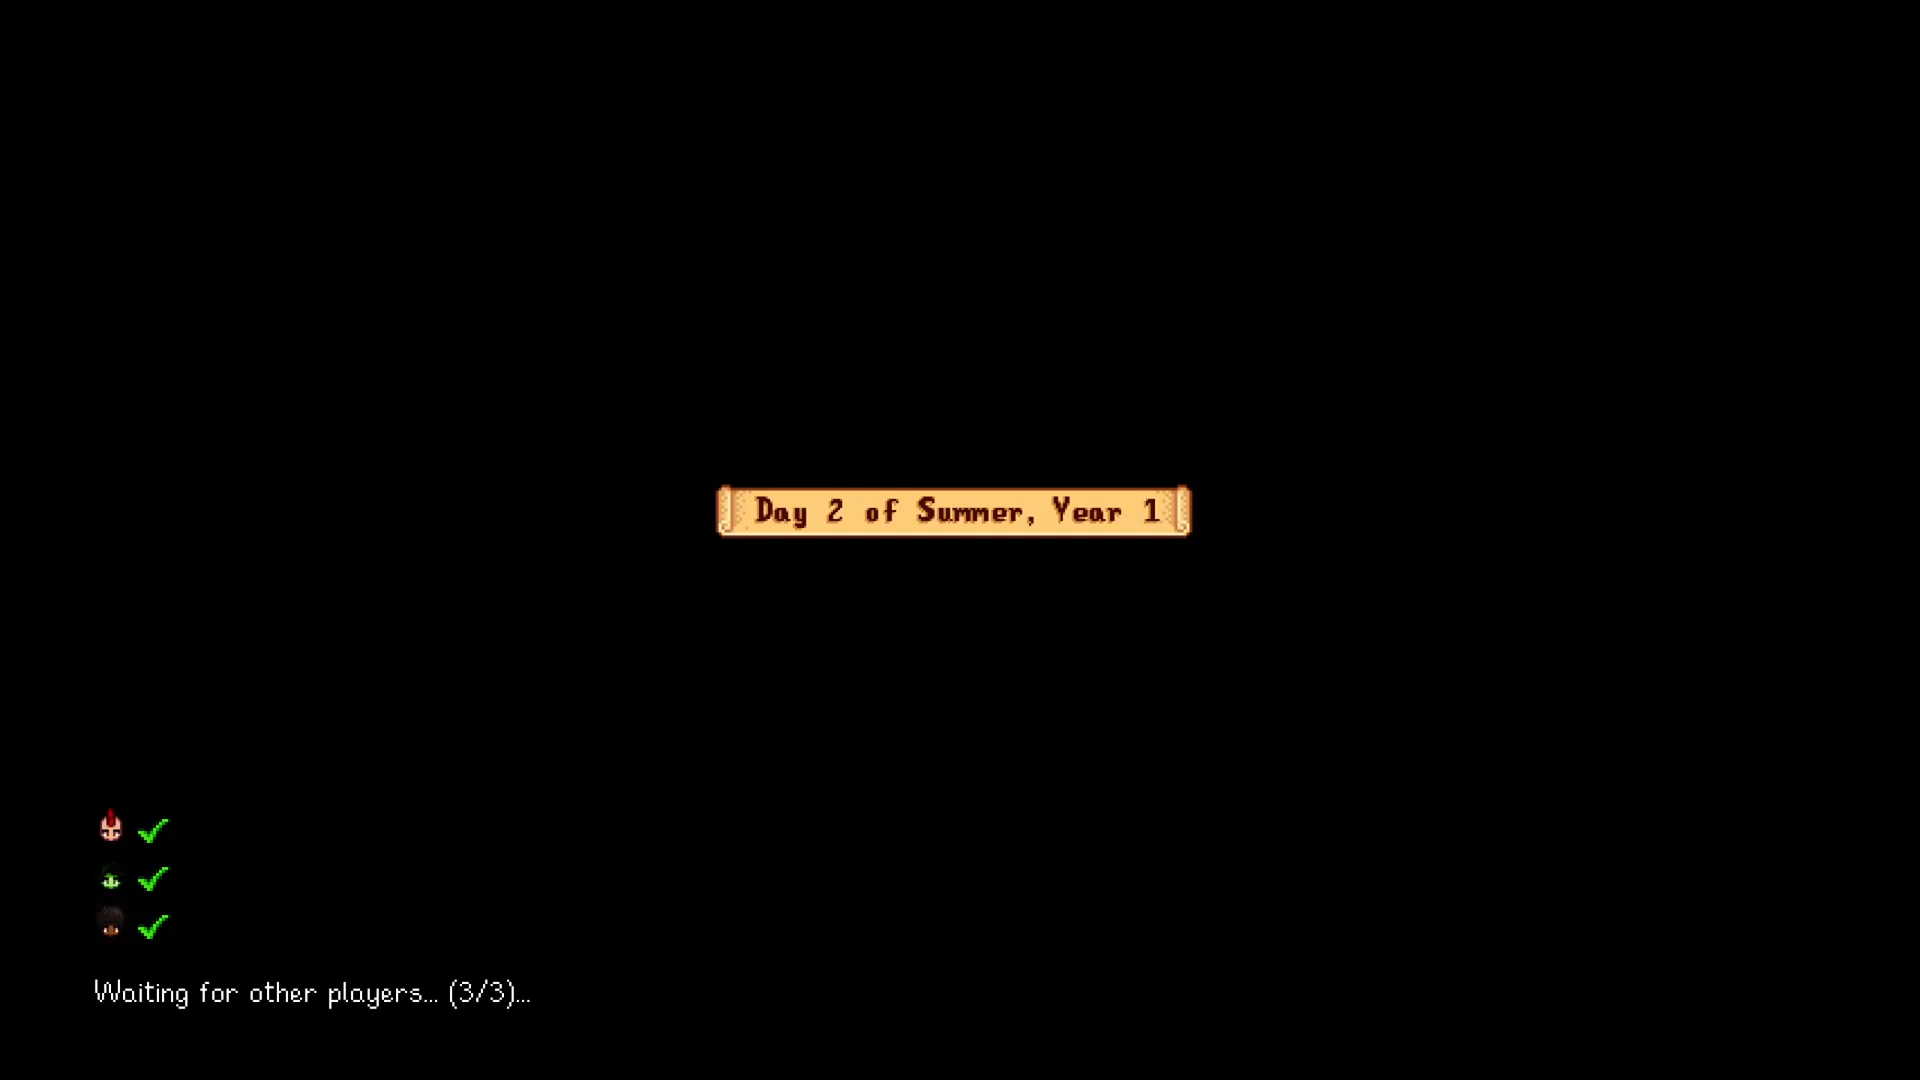 Day 2 of Summer, Year 1
Waiting for other players... (3/3)...